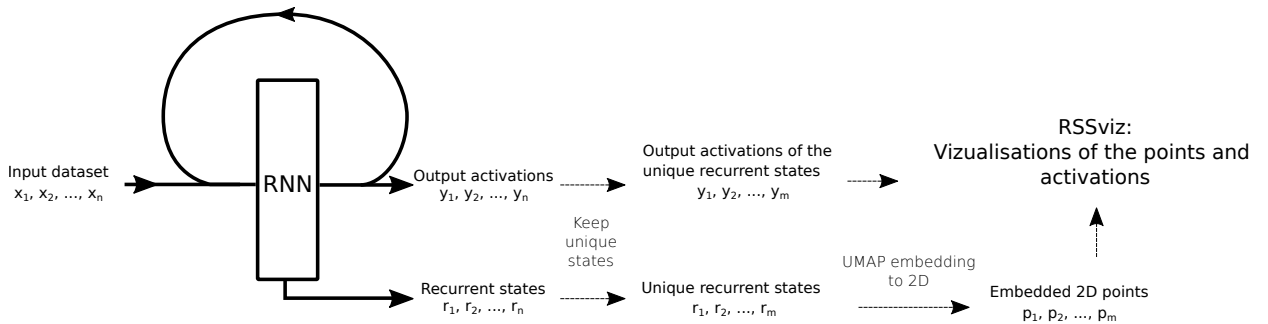 Input dataset
x₁, x₂, ..., xₙ
RNN
Output activations
y₁, y₂, ..., yₙ
Recurrent states
r₁, r₂, ..., rₙ
Keep
unique
states
Output activations of the
unique recurrent states
y₁, y₂, ..., yₘ
Unique recurrent states
r₁, r₂, ..., rₘ
UMAP embedding
to 2D
RSSviz:
Vizualisations of the points and
activations
Embedded 2D points
p₁, p₂, ..., pₘ